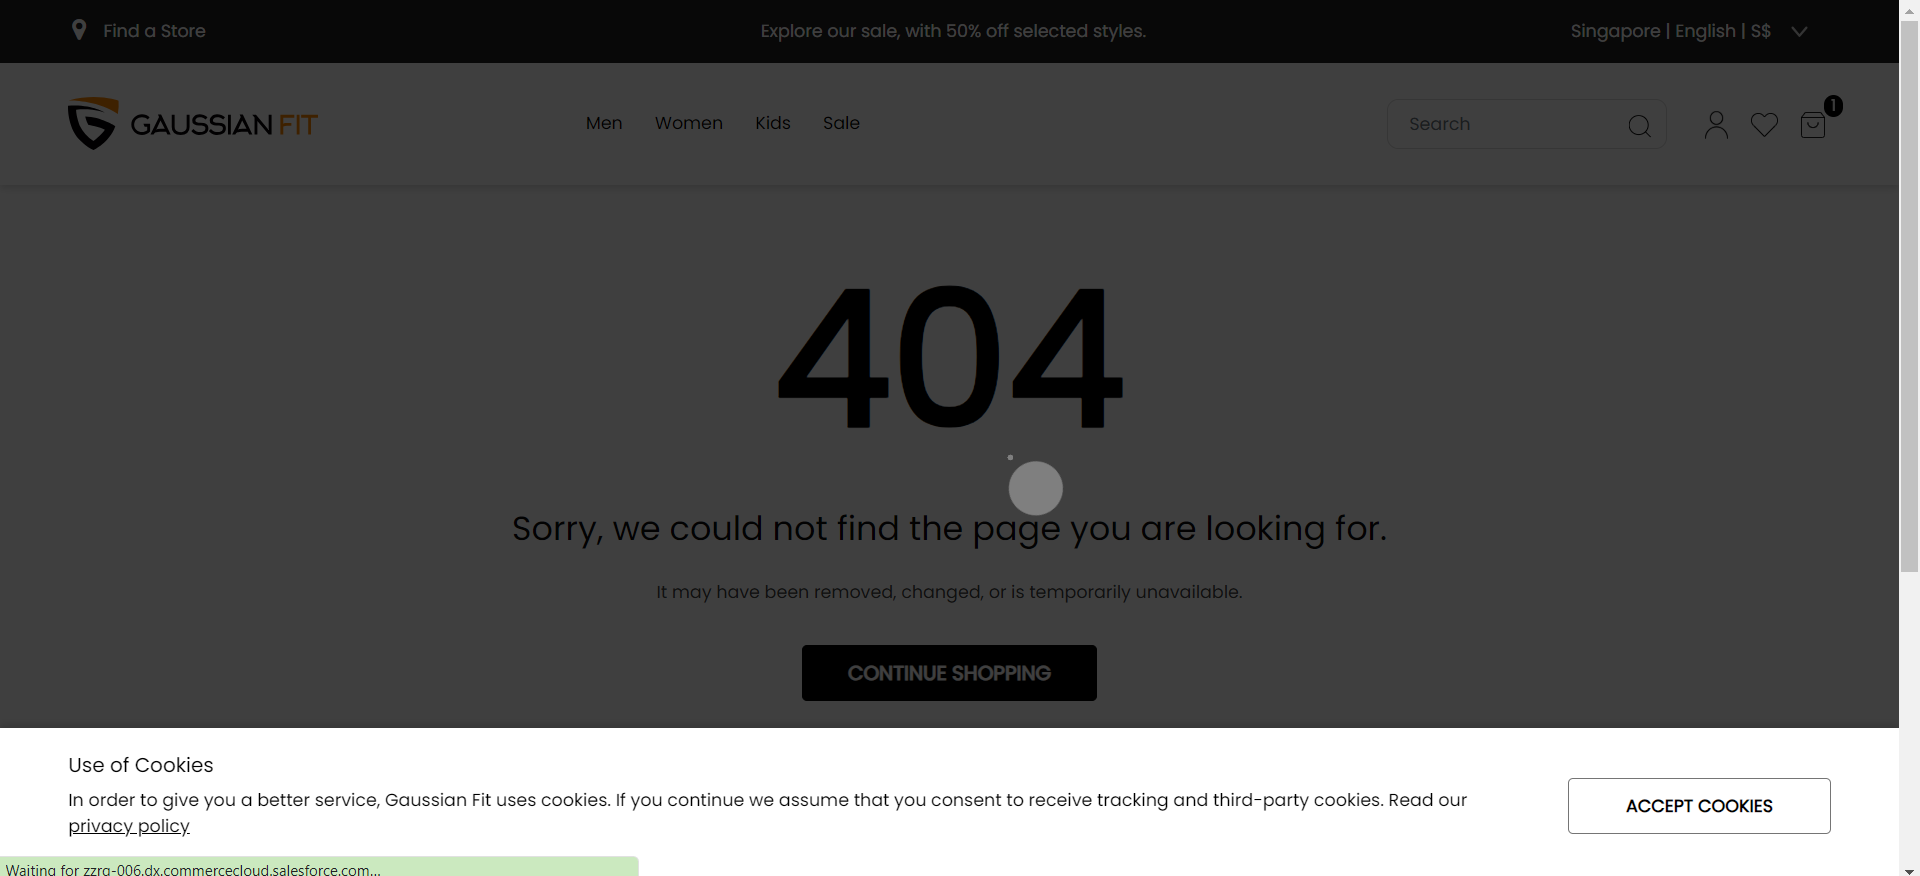 Find a Store
Explore our sale, with 50% off selected styles.
Singapore | English | S$
GAUSSIAN FIT
Men
Women
Kids
Sale
Search
1
404
Sorry, we could not find the page you are looking for.
It may have been removed, changed, or is temporarily unavailable.
CONTINUE SHOPPING
Use of Cookies
In order to give you a better service, Gaussian Fit uses cookies. If you continue we assume that you consent to receive tracking and third-party cookies. Read our
privacy policy
ACCEPT COOKIES
Waiting for zzrq-006.dx.commercecloud.salesforce.com...